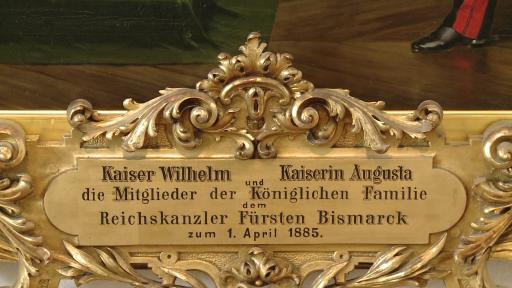 Kaiser Wilhelm und Kaiserin Augusta
die Mitglieder der Königlichen Familie
dem
Reichskanzler Fürsten Bismarck
zum 1. April 1885.